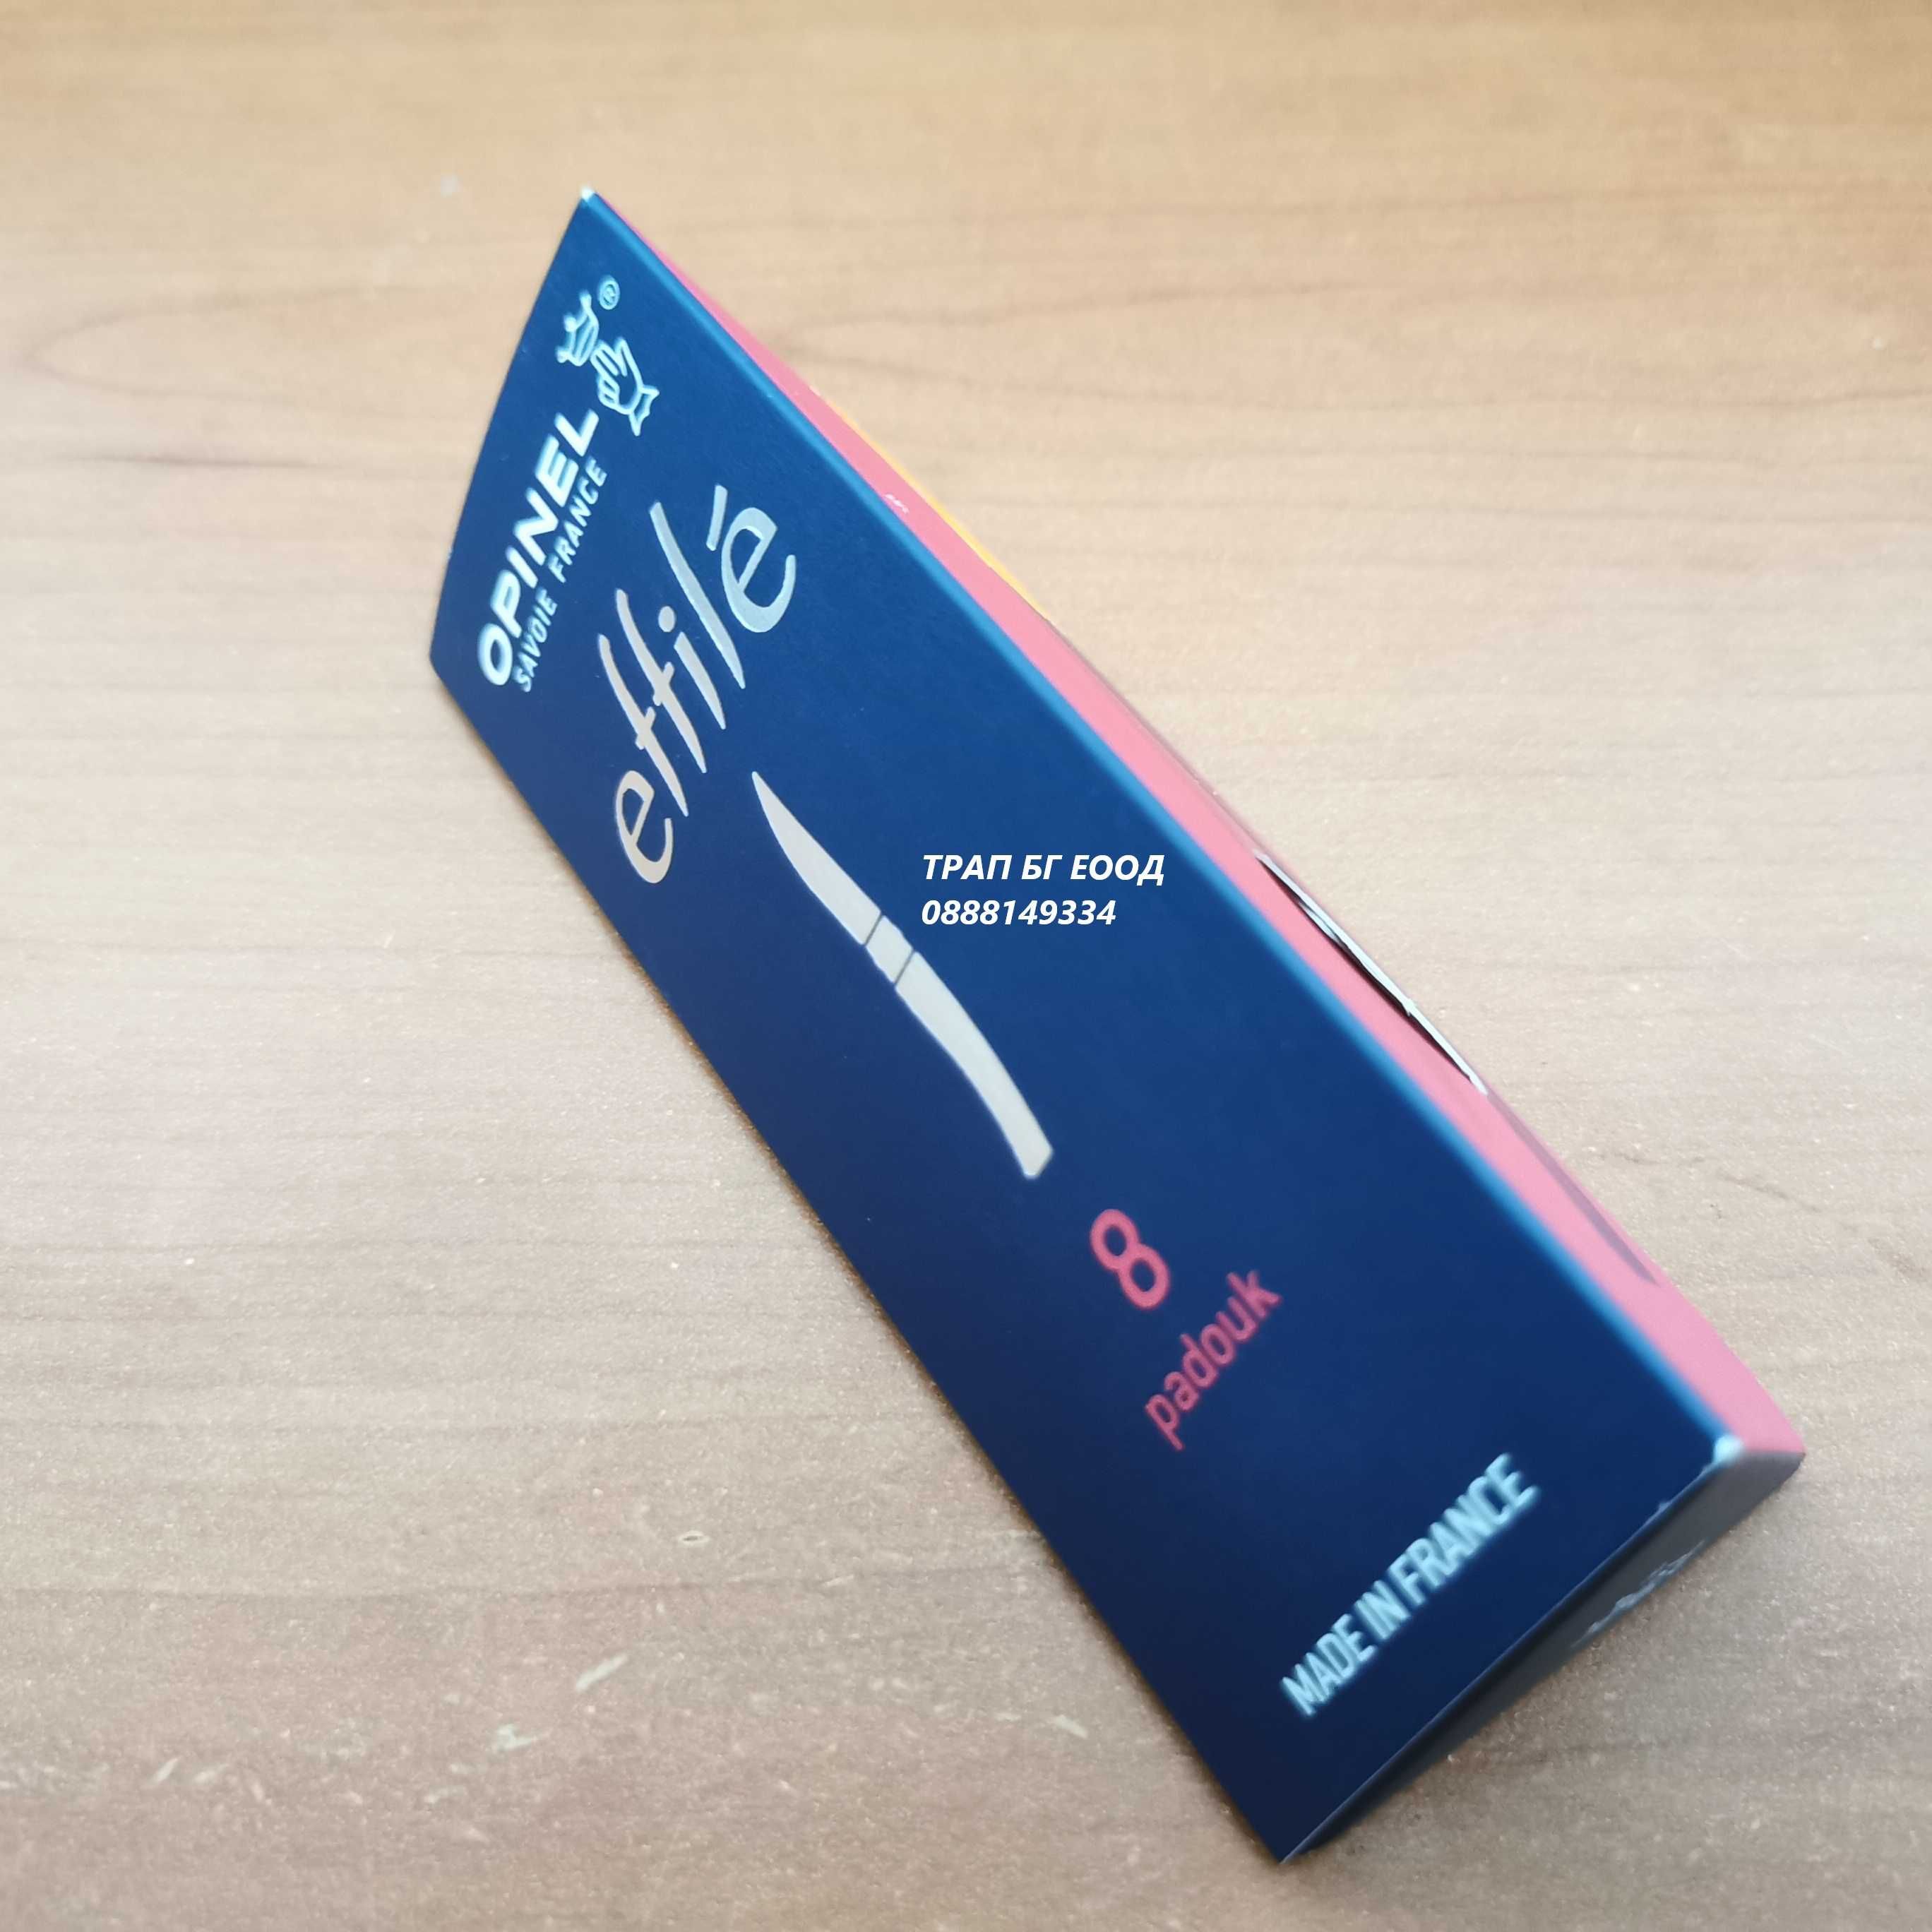 OPINEL®
SAVOIE FRANCE
effilé
ТРАП БГ ЕООД
0888149334
8
padouk
MADE IN FRANCE